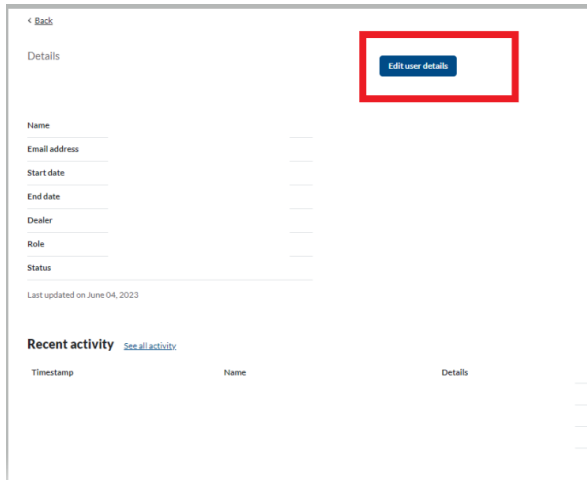 < Back
Details
Edit user details
Name
Email address
Start date
End date
Dealer
Role
Status
Last updated on June 04, 2023
Recent activity See all activity
Timestamp Name Details